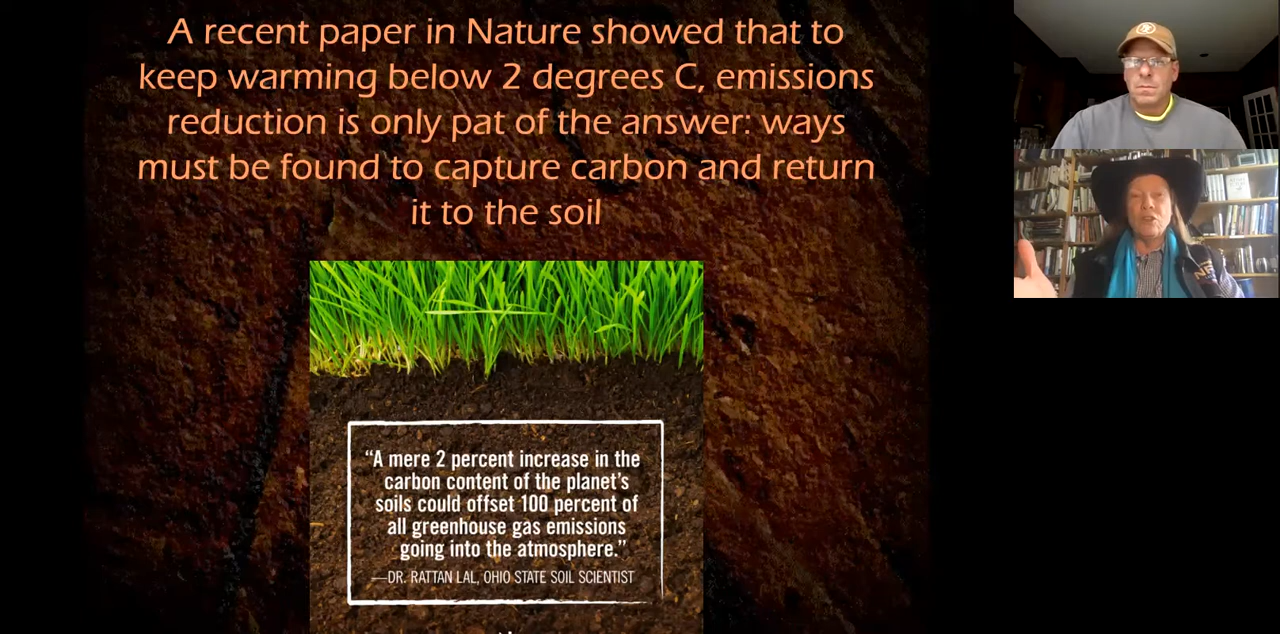 A recent paper in Nature showed that to
keep warming below 2 degrees C, emissions
reduction is only pat of the answer: ways
must be found to capture carbon and return
it to the soil
“A mere 2 percent increase in the
carbon content of the planet’s
soils could offset 100 percent of
all greenhouse gas emissions
going into the atmosphere.”
—DR. RATTAN LAL, OHIO STATE SOIL SCIENTIST